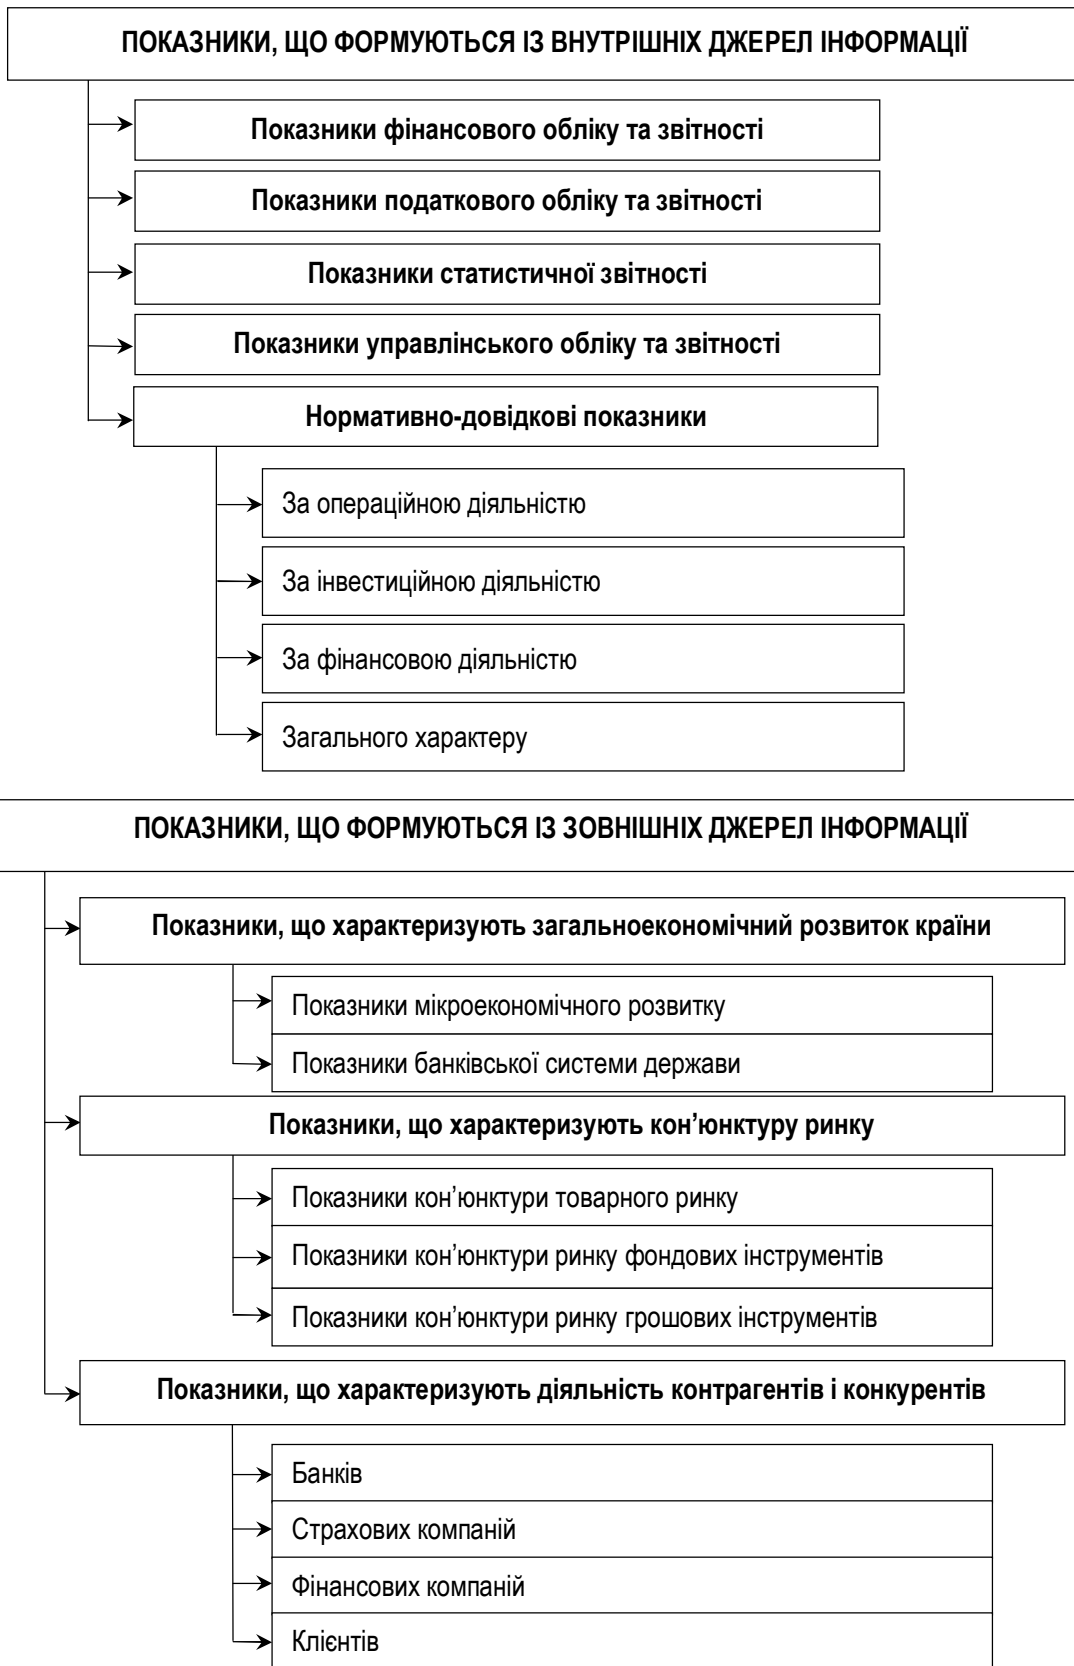 ПОКАЗНИКИ, ЩО ФОРМУЮТЬСЯ ІЗ ВНУТРІШНІХ ДЖЕРЕЛ ІНФОРМАЦІЇ
Показники фінансового обліку та звітності
Показники податкового обліку та звітності
Показники статистичної звітності
Показники управлінського обліку та звітності
Нормативно-довідкові показники
За операційною діяльністю
За інвестиційною діяльністю
За фінансовою діяльністю
Загального характеру
ПОКАЗНИКИ, ЩО ФОРМУЮТЬСЯ ІЗ ЗОВНІШНІХ ДЖЕРЕЛ ІНФОРМАЦІЇ
Показники, що характеризують загальноекономічний розвиток країни
Показники мікроекономічного розвитку
Показники банківської системи держави
Показники, що характеризують кон’юнктуру ринку
Показники кон’юнктури товарного ринку
Показники кон’юнктури ринку фондових інструментів
Показники кон’юнктури ринку грошових інструментів
Показники, що характеризують діяльність контрагентів і конкурентів
Банків
Страхових компаній
Фінансових компаній
Клієнтів